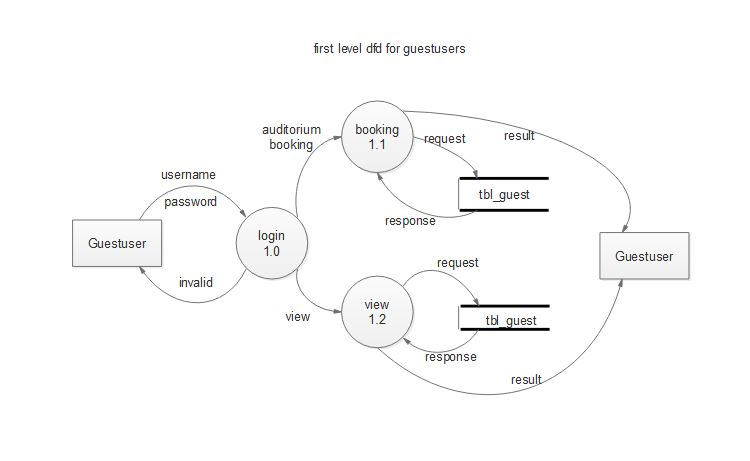 first level dfd for guestusers
auditorium
booking
booking
1.1
request
result
username
password
tbl_guest
response
Guestuser
login
1.0
Guestuser
invalid
request
view
view
1.2
tbl_guest
response
result